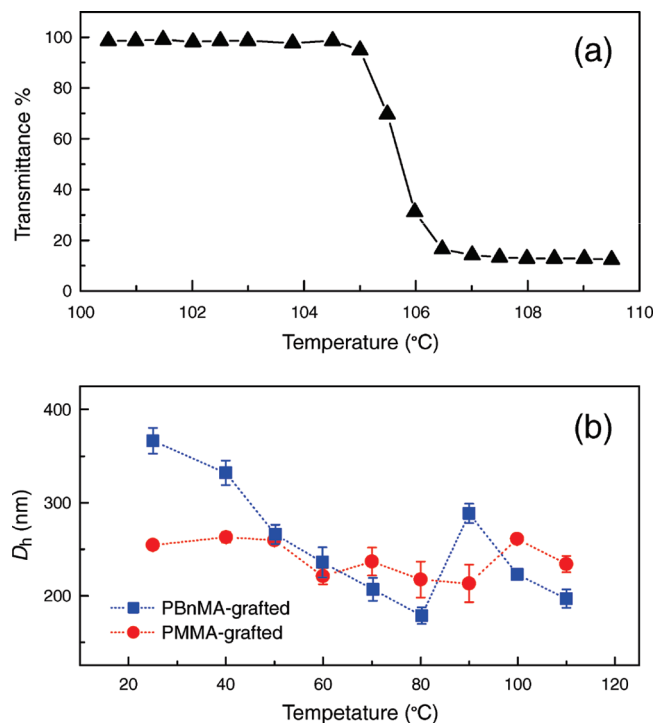 (a)
Transmittance %
100
80
60
40
20
0
100 102 104 106 108 110
Temperature (°C)
(b)
D_h (nm)
400
300
200
PBnMA-grafted
PMMA-grafted
20 40 60 80 100 120
Tempetature (°C)